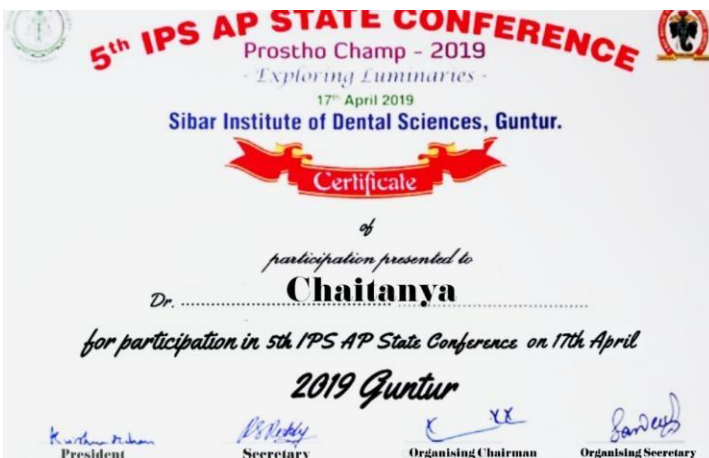 5th IPS AP STATE CONFERENCE
Prostho Champ - 2019
- Exploring Luminaries -
17th April 2019
Sibar Institute of Dental Sciences, Guntur.
Certificate
of
participation presented to
Dr. Chaitanya
for participation in 5th IPS AP State Conference on 17th April
2019 Guntur
President Secretary Organising Chairman Organising Secretary